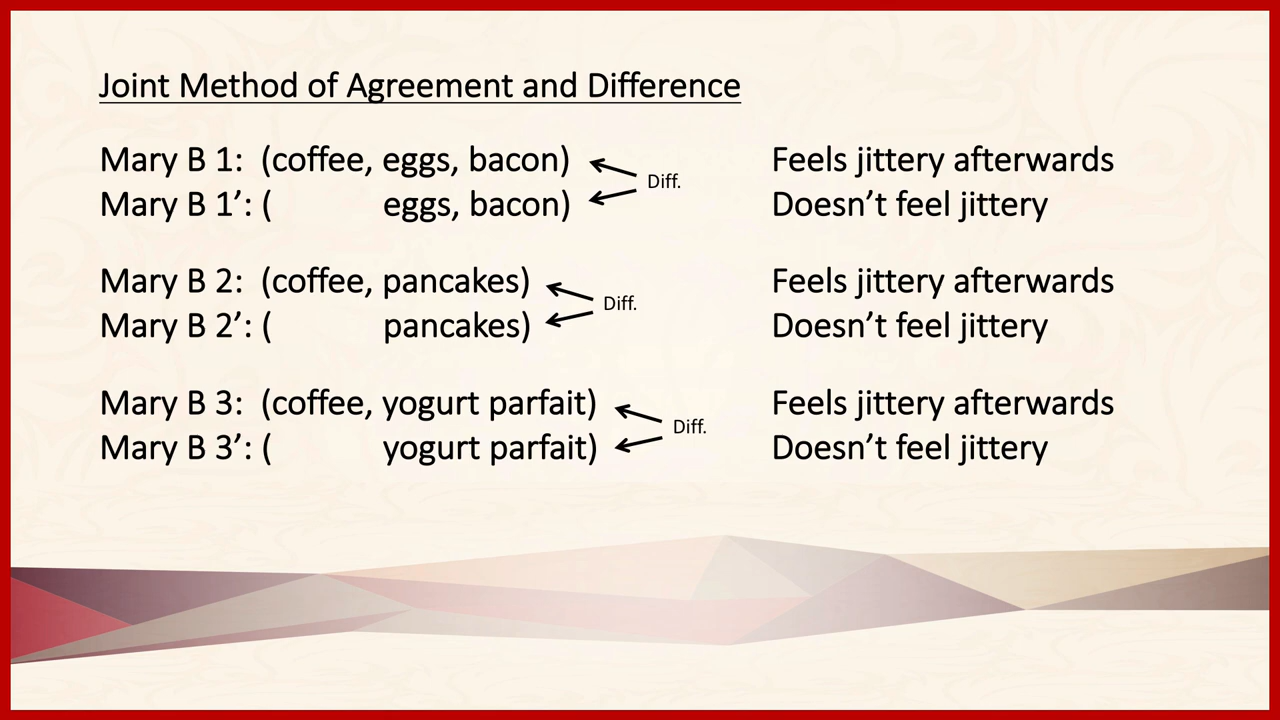 Joint Method of Agreement and Difference
Mary B 1: (coffee, eggs, bacon) Diff. Feels jittery afterwards
Mary B 1’: ( eggs, bacon) Doesn’t feel jittery
Mary B 2: (coffee, pancakes) Diff. Feels jittery afterwards
Mary B 2’: ( pancakes) Doesn’t feel jittery
Mary B 3: (coffee, yogurt parfait) Diff. Feels jittery afterwards
Mary B 3’: ( yogurt parfait) Doesn’t feel jittery